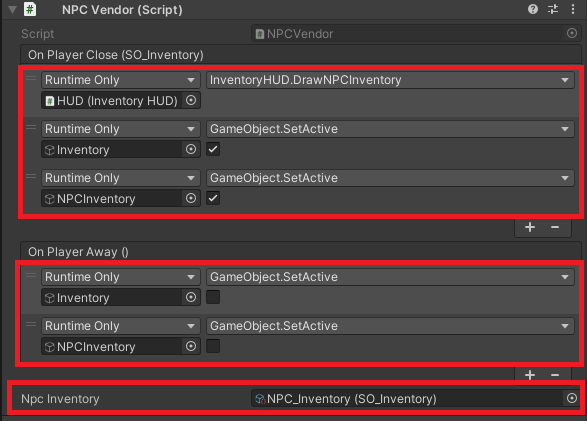 NPC Vendor (Script)
Script NPCVendor
On Player Close (SO_Inventory)
Runtime Only InventoryHUD.DrawNPCInventory
HUD (Inventory HUD)
Runtime Only GameObject.SetActive
Inventory
Runtime Only GameObject.SetActive
NPCInventory
+ −
On Player Away ()
Runtime Only GameObject.SetActive
Inventory
Runtime Only GameObject.SetActive
NPCInventory
+ −
Npc Inventory NPC_Inventory (SO_Inventory)